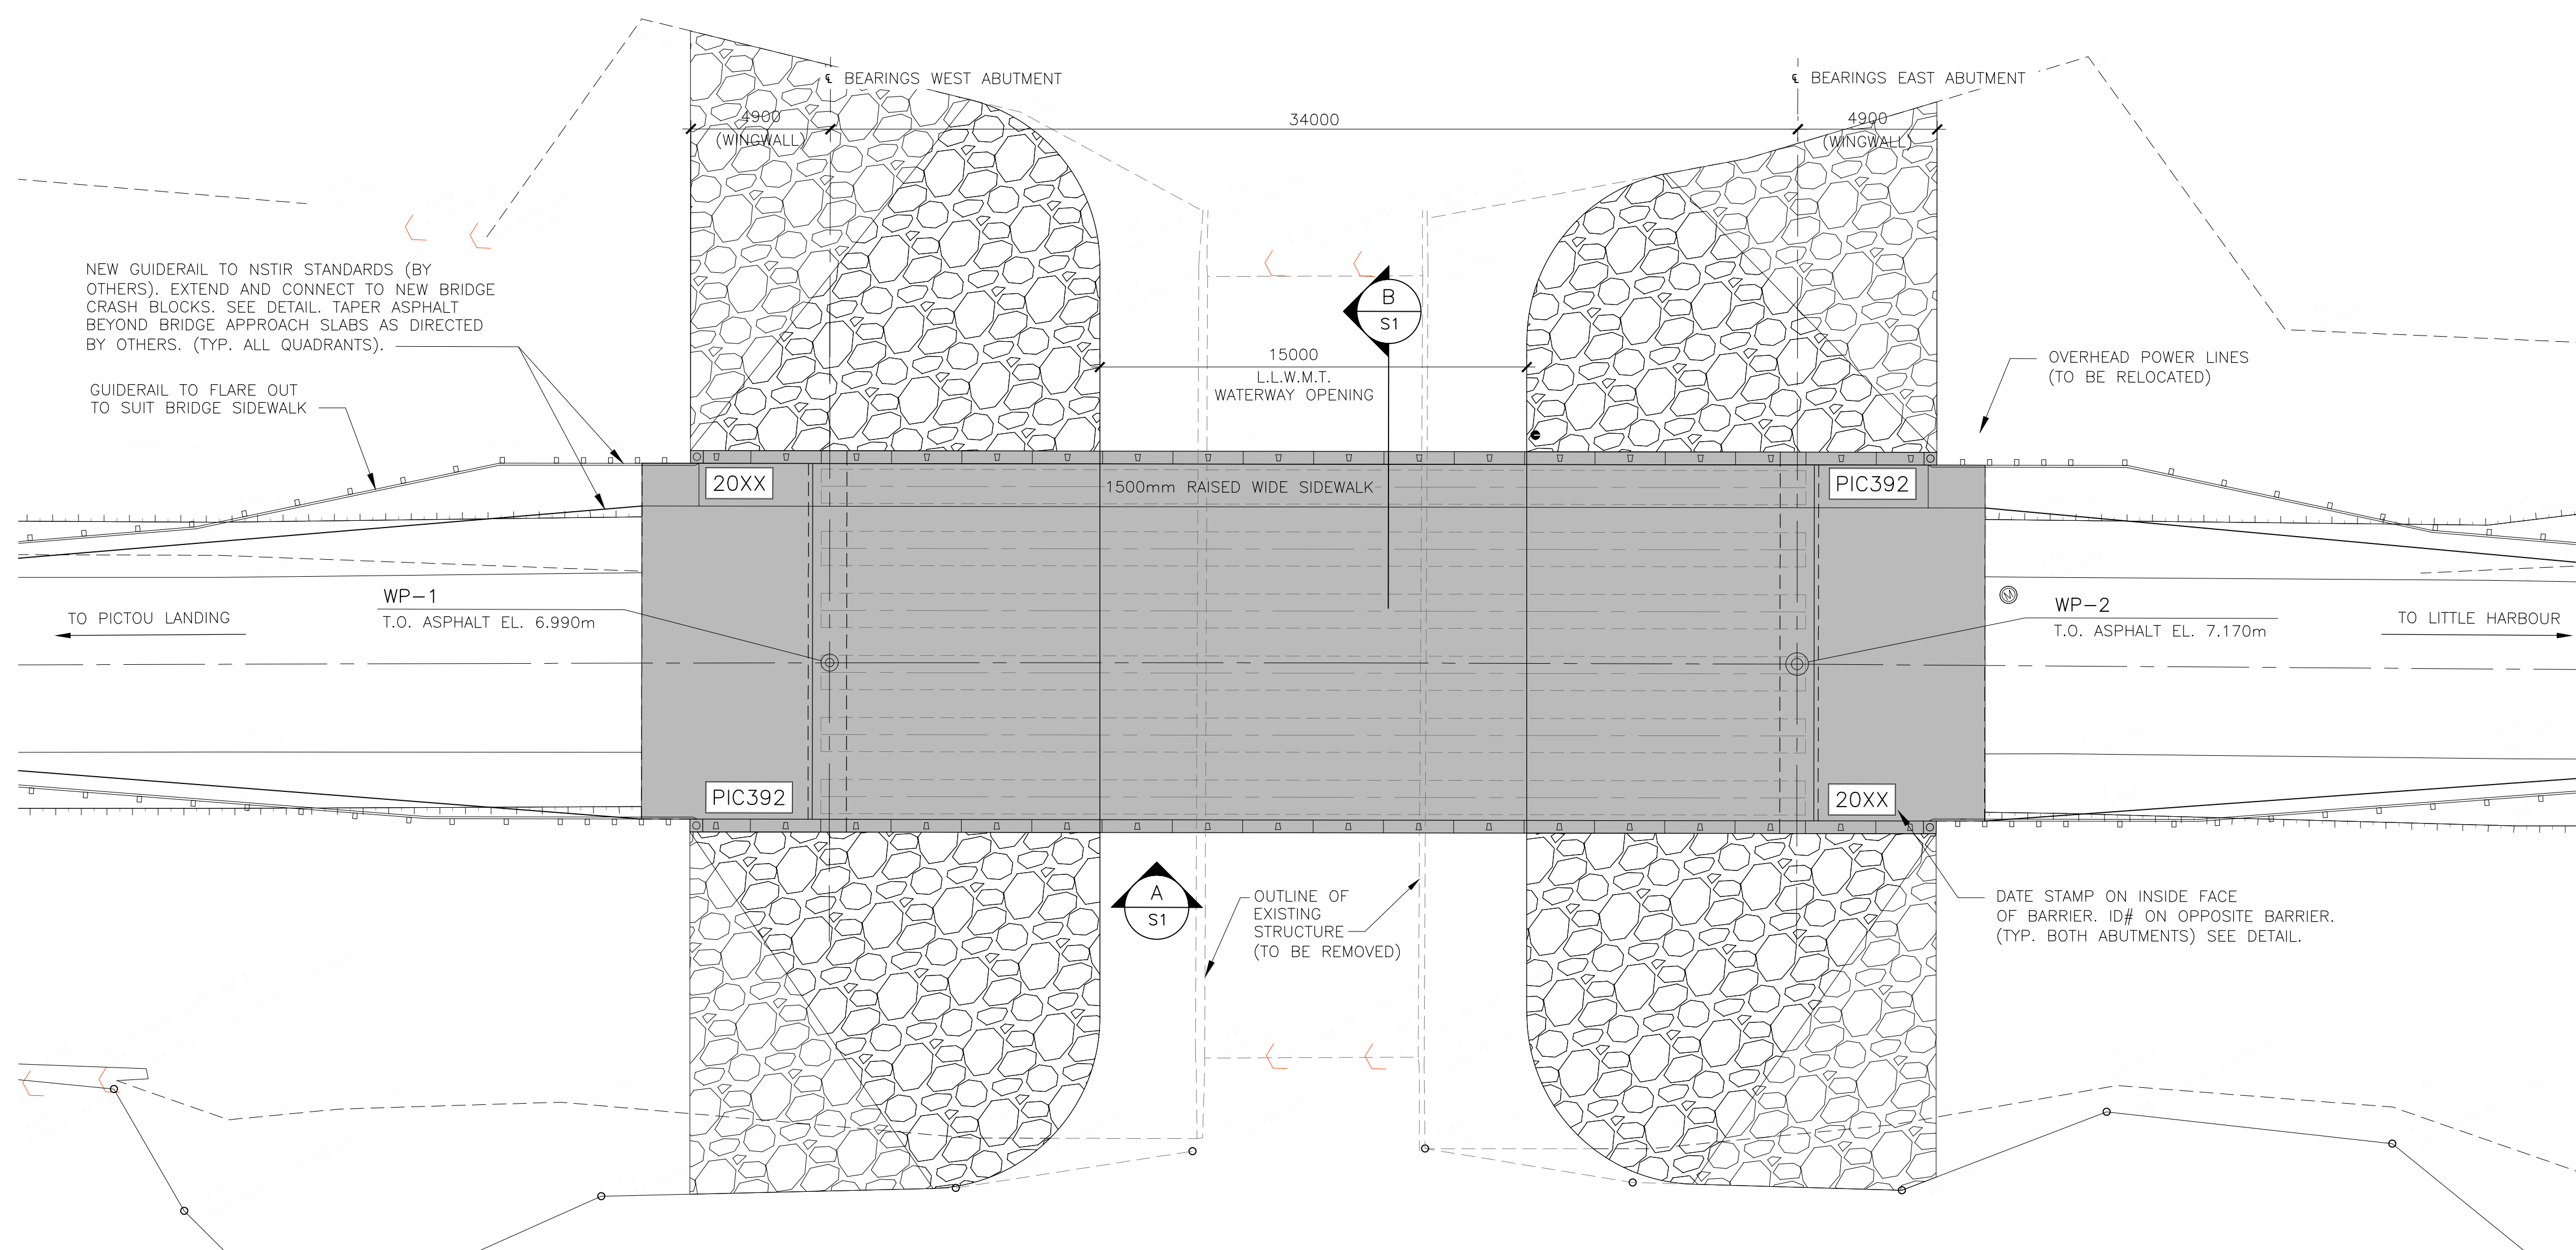 ℄ BEARINGS WEST ABUTMENT
℄ BEARINGS EAST ABUTMENT
4900
(WINGWALL)
34000
4900
(WINGWALL)
NEW GUIDERAIL TO NSTIR STANDARDS (BY
OTHERS). EXTEND AND CONNECT TO NEW BRIDGE
CRASH BLOCKS. SEE DETAIL. TAPER ASPHALT
BEYOND BRIDGE APPROACH SLABS AS DIRECTED
BY OTHERS. (TYP. ALL QUADRANTS).
GUIDERAIL TO FLARE OUT
TO SUIT BRIDGE SIDEWALK
B
S1
15000
L.L.W.M.T.
WATERWAY OPENING
OVERHEAD POWER LINES
(TO BE RELOCATED)
20XX
1500mm RAISED WIDE SIDEWALK
PIC392
WP-1
T.O. ASPHALT EL. 6.990m
TO PICTOU LANDING
M
WP-2
T.O. ASPHALT EL. 7.170m
TO LITTLE HARBOUR
PIC392
20XX
A
S1
OUTLINE OF
EXISTING
STRUCTURE
(TO BE REMOVED)
DATE STAMP ON INSIDE FACE
OF BARRIER. ID# ON OPPOSITE BARRIER.
(TYP. BOTH ABUTMENTS) SEE DETAIL.